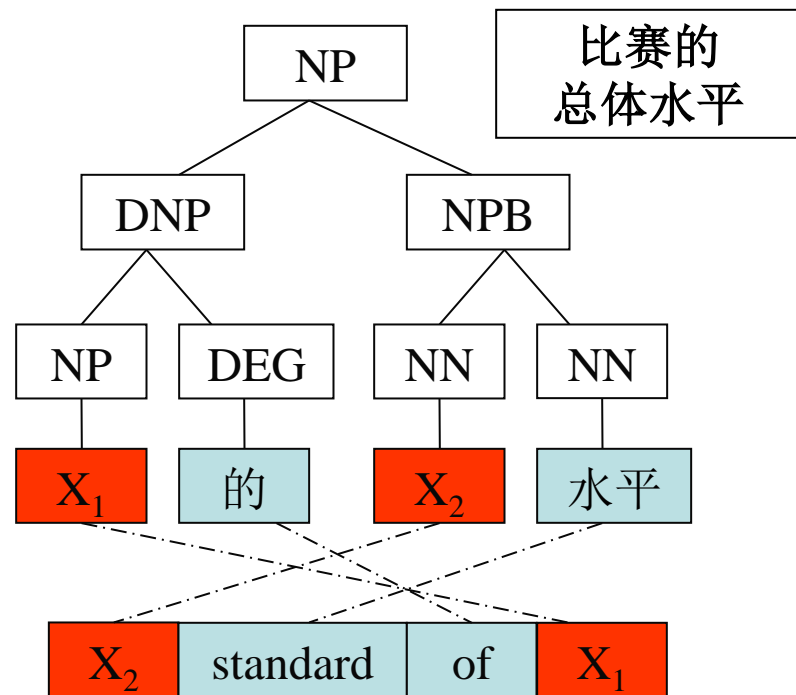 比赛的
总体水平
NP
DNP NPB
NP DEG NN NN
X₁ 的 X₂ 水平
X₂ standard of X₁